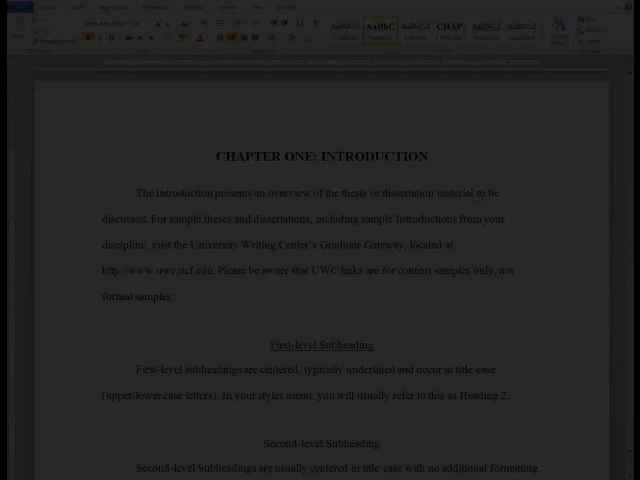 CHAPTER ONE: INTRODUCTION
The Introduction presents an overview of the thesis or dissertation material to be
discussed. For sample theses and dissertations, including sample Introductions from your
discipline, visit the University Writing Center's Graduate Gateway, located at
http://www.uwc.ucf.edu. Please be aware that UWC links are for content samples only, not
format samples.
First-level Subheading
First-level subheadings are centered, typically underlined and occur in title case
(upper/lower case letters). In your styles menu, you will usually refer to this as Heading 2.
Second-level Subheading
Second-level Subheadings are usually centered in title case with no additional formatting.